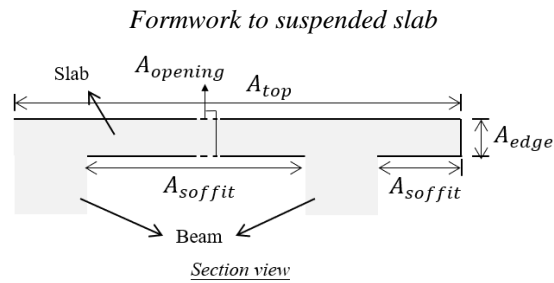 Formwork to suspended slab
Slab
A_opening
A_top
A_edge
A_soffit
A_soffit
Beam
Section view